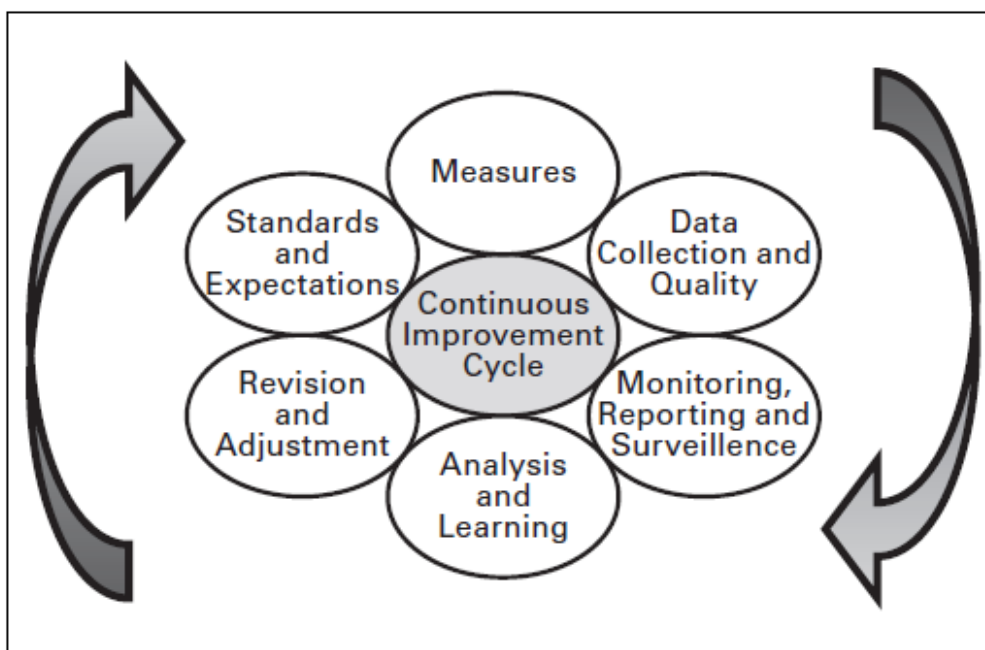 Measures
Standards
and
Expectations
Data
Collection and
Quality
Continuous
Improvement
Cycle
Revision
and
Adjustment
Monitoring,
Reporting and
Surveillence
Analysis
and
Learning